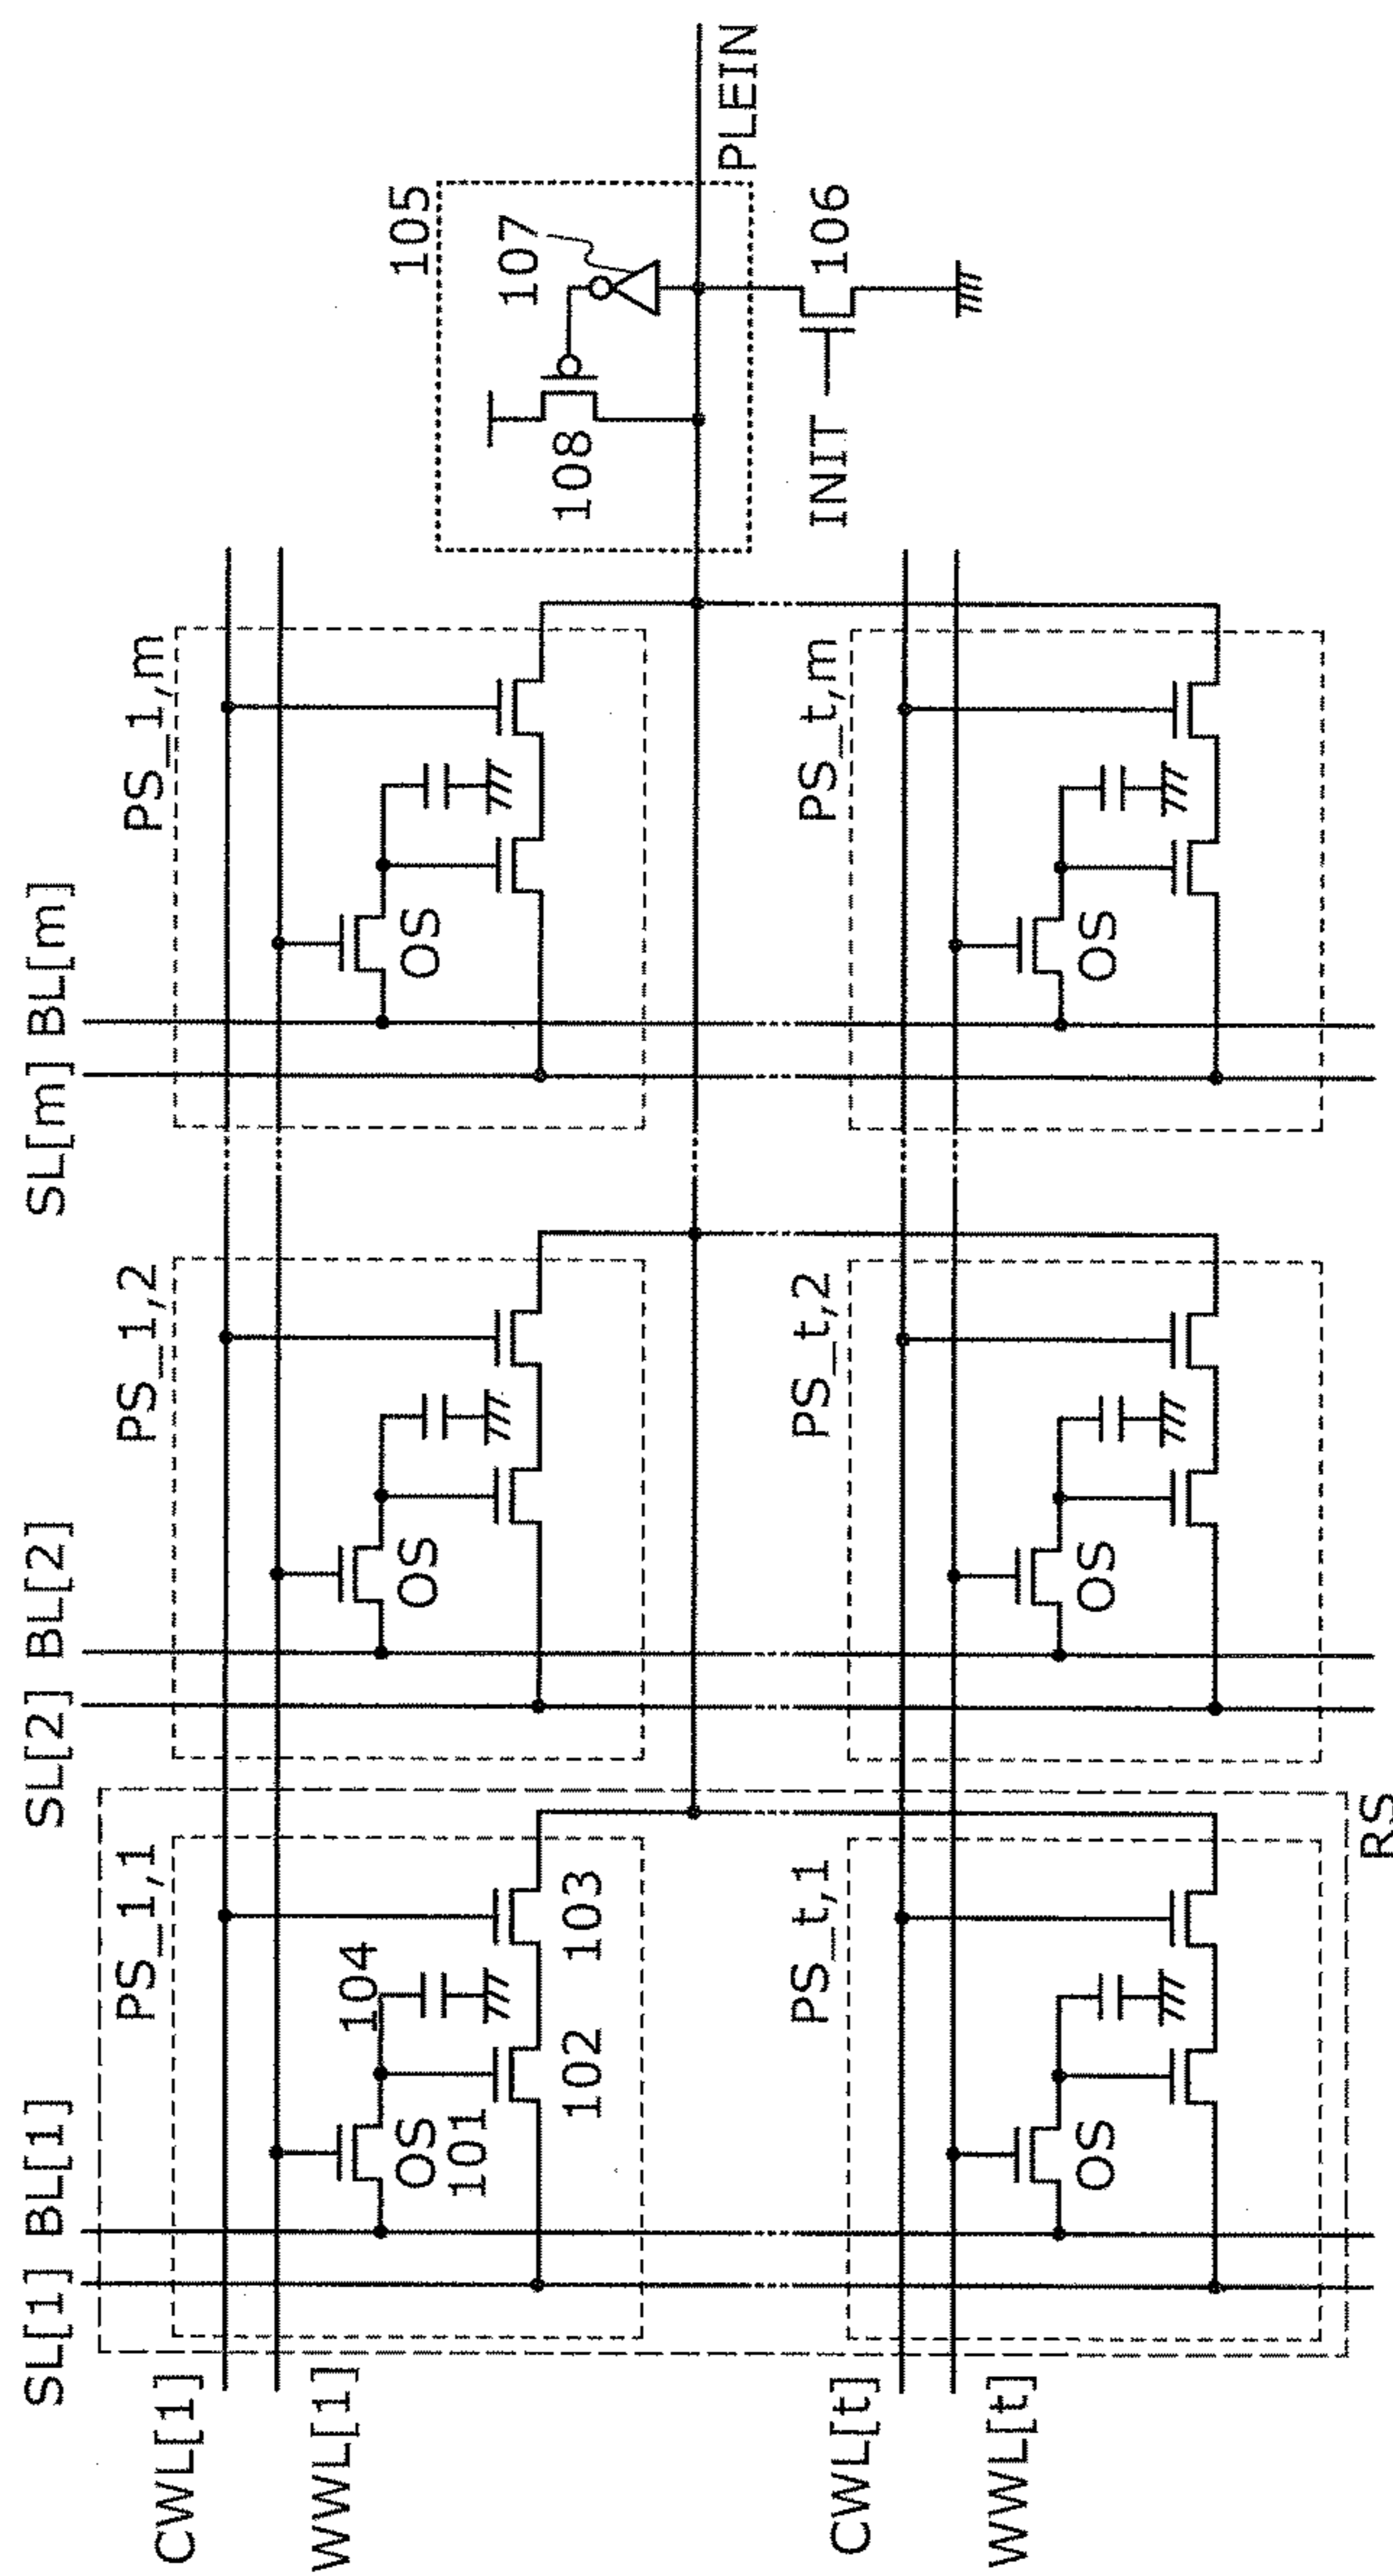 SL[1] BL[1]
SL[2] BL[2]
SL[m] BL[m]
CWL[1]
WWL[1]
PS_1,1
104
OS
101
102
103
PS_1,2
OS
PS_1,m
OS
105
107
108
PLEIN
106
INIT
CWL[t]
WWL[t]
PS_t,1
OS
PS_t,2
OS
PS_t,m
OS
RS